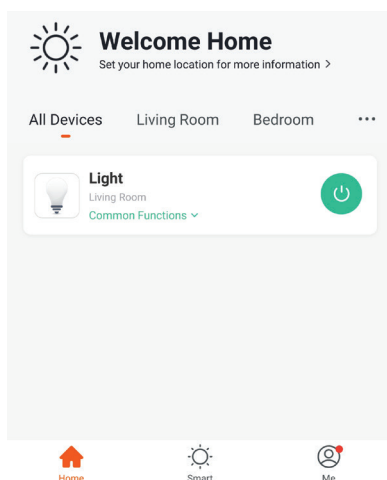 Welcome Home
Set your home location for more information >
All Devices Living Room Bedroom ...
Light
Living Room
Common Functions
Home Smart Me